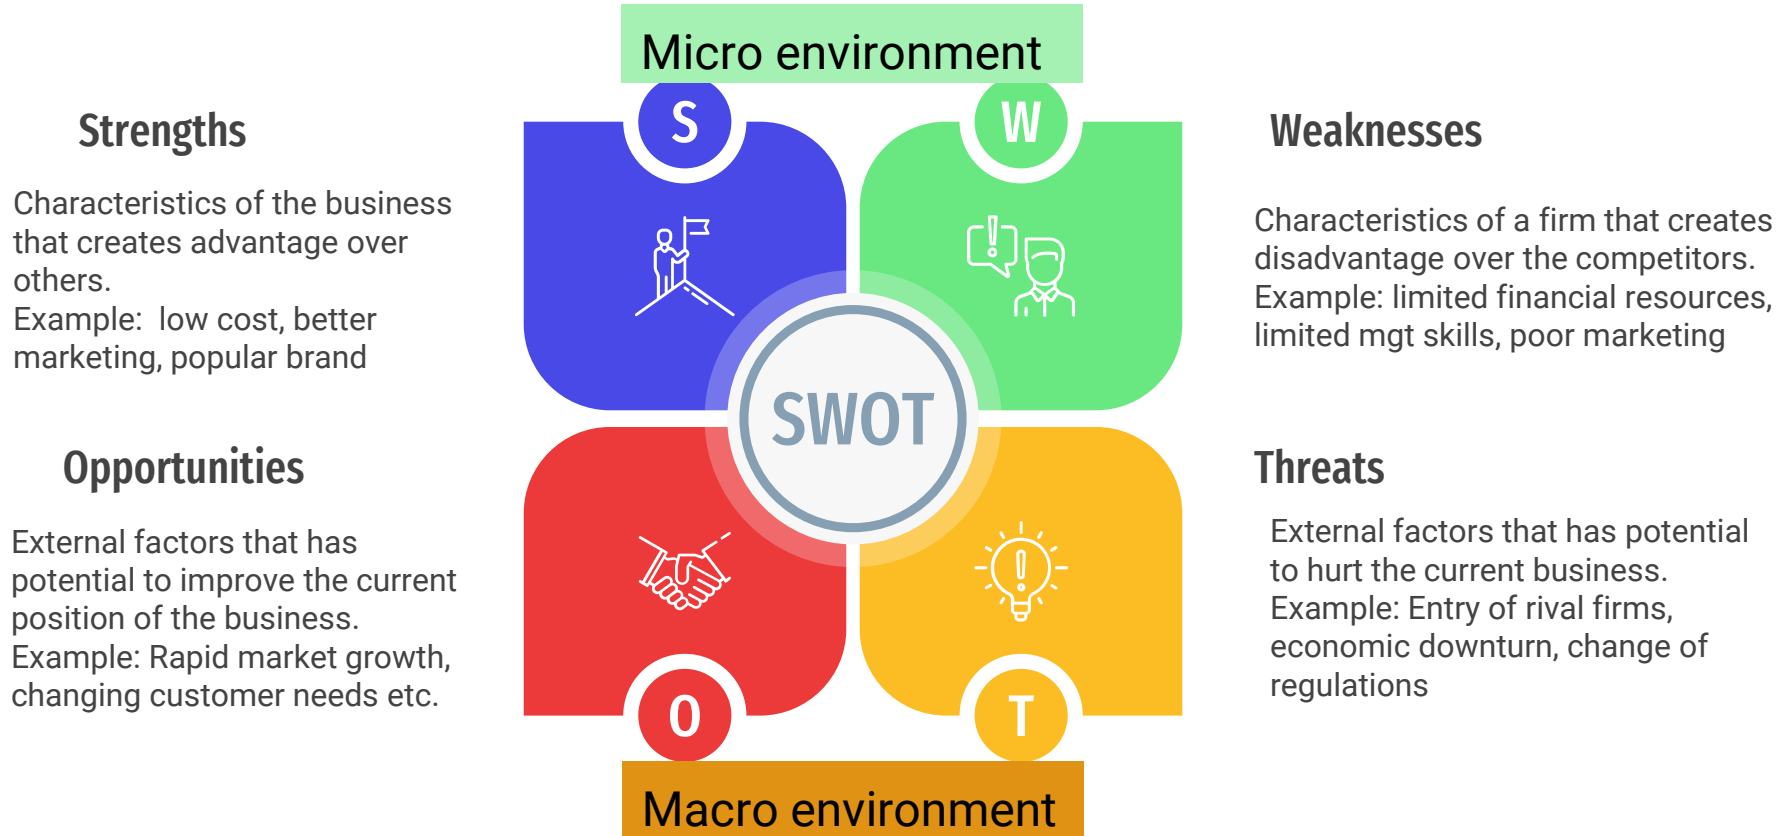 Micro environment
S
W
Strengths
Characteristics of the business
that creates advantage over
others.
Example:  low cost, better
marketing, popular brand
Weaknesses
Characteristics of a firm that creates
disadvantage over the competitors.
Example: limited financial resources,
limited mgt skills, poor marketing
SWOT
Opportunities
External factors that has
potential to improve the current
position of the business.
Example: Rapid market growth,
changing customer needs etc.
Threats
External factors that has potential
to hurt the current business.
Example: Entry of rival firms,
economic downturn, change of
regulations
O
T
Macro environment